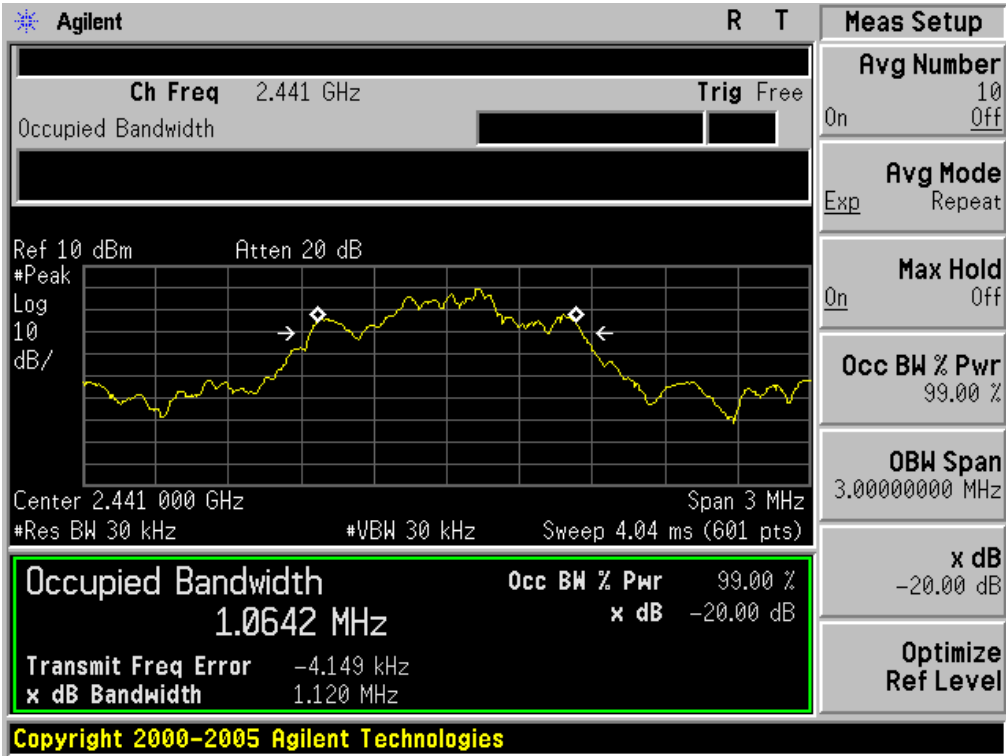 Agilent R T
Ch Freq 2.441 GHz Trig Free
Occupied Bandwidth
Ref 10 dBm Atten 20 dB
#Peak
Log
10
dB/
Center 2.441 000 GHz Span 3 MHz
#Res BW 30 kHz #VBW 30 kHz Sweep 4.04 ms (601 pts)
Occupied Bandwidth
1.0642 MHz
Occ BW % Pwr 99.00 %
x dB -20.00 dB
Transmit Freq Error -4.149 kHz
x dB Bandwidth 1.120 MHz
Copyright 2000-2005 Agilent Technologies
Meas Setup
Avg Number
10
On Off
Avg Mode
Exp Repeat
Max Hold
On Off
Occ BW % Pwr
99.00 %
OBW Span
3.00000000 MHz
x dB
-20.00 dB
Optimize
Ref Level